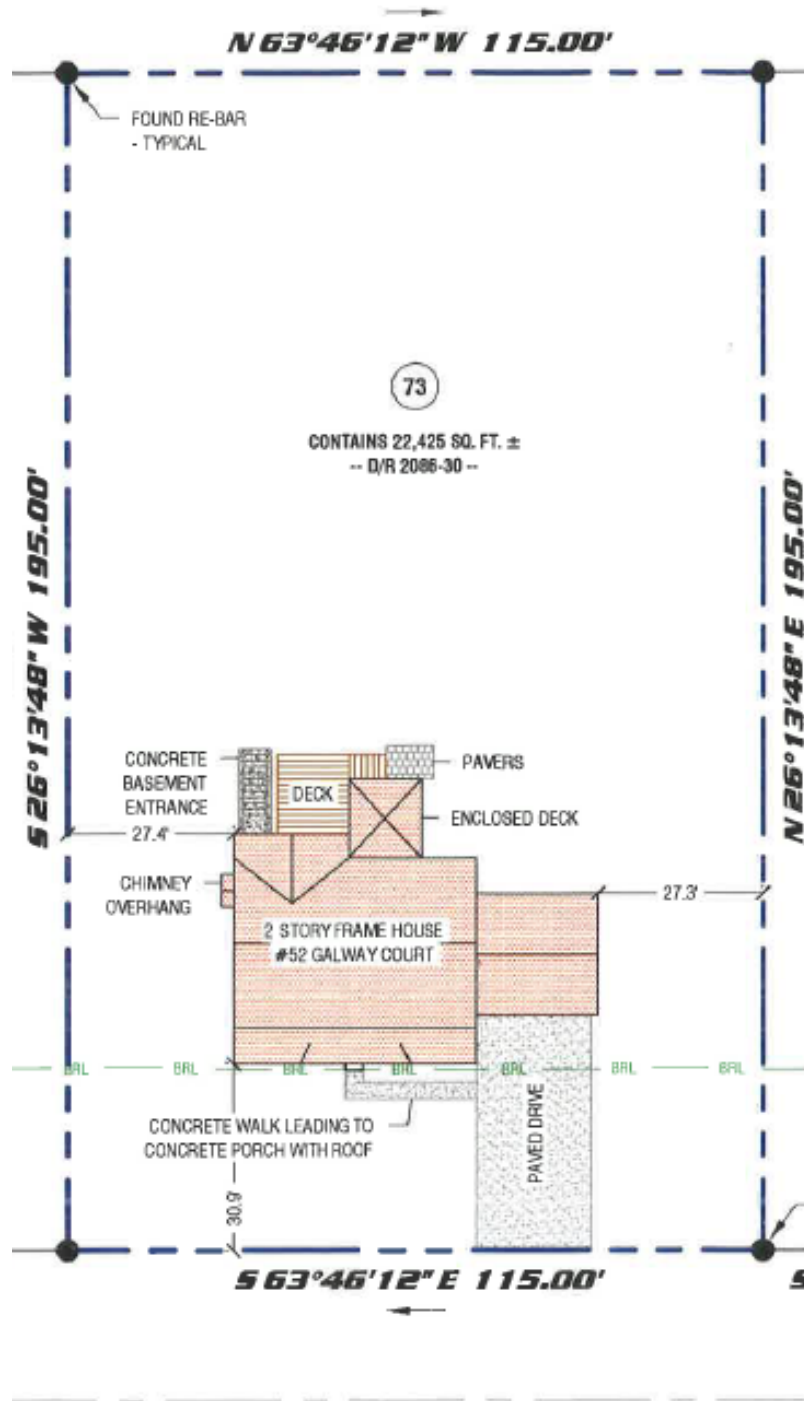 N 63°46'12" W 115.00'
FOUND RE-BAR
- TYPICAL
73
CONTAINS 22,425 SQ. FT. ±
-- D/R 2086-30 --
S 26°13'48" W 195.00'
N 26°13'48" E 195.00'
CONCRETE
BASEMENT
ENTRANCE
DECK
PAVERS
ENCLOSED DECK
27.4'
CHIMNEY
OVERHANG
27.3'
2 STORY FRAME HOUSE
#52 GALWAY COURT
BRL BRL BRL BRL BRL BRL BRL
CONCRETE WALK LEADING TO
CONCRETE PORCH WITH ROOF
PAVED DRIVE
30.9'
S 63°46'12" E 115.00'
S